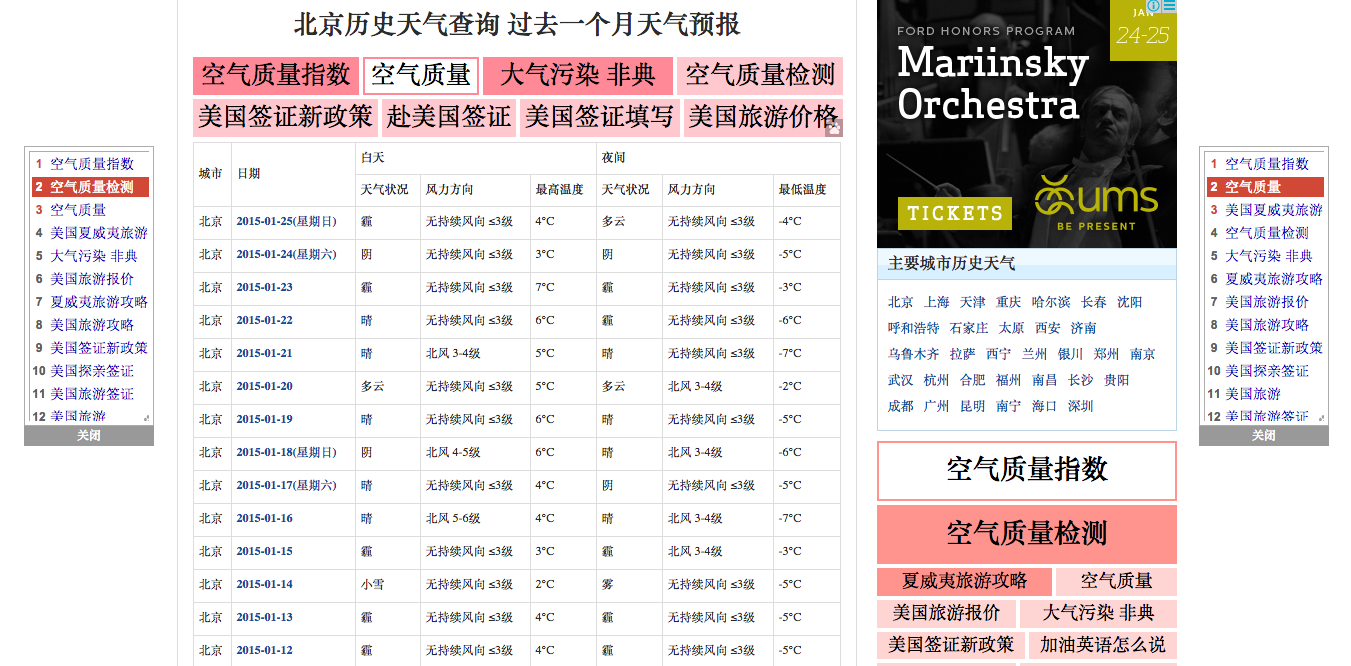 北京历史天气查询 过去一个月天气预报
空气质量指数 空气质量 大气污染 非典 空气质量检测
美国签证新政策 赴美国签证 美国签证填写 美国旅游价格
1 空气质量指数
2 空气质量检测
3 空气质量
4 美国夏威夷旅游
5 大气污染 非典
6 美国旅游报价
7 夏威夷旅游攻略
8 美国旅游攻略
9 美国签证新政策
10 美国探亲签证
11 美国旅游签证
12 美国旅游
关闭
城市 日期 白天 夜间
天气状况 风力方向 最高温度 天气状况 风力方向 最低温度
北京 2015-01-25(星期日) 霾 无持续风向 ≤3级 4°C 多云 无持续风向 ≤3级 -4°C
北京 2015-01-24(星期六) 阴 无持续风向 ≤3级 3°C 阴 无持续风向 ≤3级 -5°C
北京 2015-01-23 霾 无持续风向 ≤3级 7°C 霾 无持续风向 ≤3级 -3°C
北京 2015-01-22 晴 无持续风向 ≤3级 6°C 霾 无持续风向 ≤3级 -6°C
北京 2015-01-21 晴 北风 3-4级 5°C 晴 无持续风向 ≤3级 -7°C
北京 2015-01-20 多云 无持续风向 ≤3级 5°C 多云 北风 3-4级 -2°C
北京 2015-01-19 晴 无持续风向 ≤3级 6°C 晴 无持续风向 ≤3级 -5°C
北京 2015-01-18(星期日) 阴 北风 4-5级 6°C 晴 北风 3-4级 -6°C
北京 2015-01-17(星期六) 晴 无持续风向 ≤3级 4°C 阴 无持续风向 ≤3级 -5°C
北京 2015-01-16 晴 北风 5-6级 4°C 晴 北风 3-4级 -7°C
北京 2015-01-15 霾 无持续风向 ≤3级 3°C 霾 北风 3-4级 -3°C
北京 2015-01-14 小雪 无持续风向 ≤3级 2°C 雾 无持续风向 ≤3级 -5°C
北京 2015-01-13 霾 无持续风向 ≤3级 4°C 霾 无持续风向 ≤3级 -5°C
北京 2015-01-12 霾 无持续风向 ≤3级 4°C 霾 无持续风向 ≤3级 -5°C
JAN
24-25
FORD HONORS PROGRAM
Mariinsky
Orchestra
TICKETS
ums
BE PRESENT
主要城市历史天气
北京 上海 天津 重庆 哈尔滨 长春 沈阳
呼和浩特 石家庄 太原 西安 济南
乌鲁木齐 拉萨 西宁 兰州 银川 郑州 南京
武汉 杭州 合肥 福州 南昌 长沙 贵阳
成都 广州 昆明 南宁 海口 深圳
空气质量指数
空气质量检测
夏威夷旅游攻略 空气质量
美国旅游报价 大气污染 非典
美国签证新政策 加油英语怎么说
1 空气质量指数
2 空气质量
3 美国夏威夷旅游
4 空气质量检测
5 大气污染 非典
6 夏威夷旅游攻略
7 美国旅游报价
8 美国旅游攻略
9 美国签证新政策
10 美国探亲签证
11 美国旅游
12 美国旅游签证
关闭